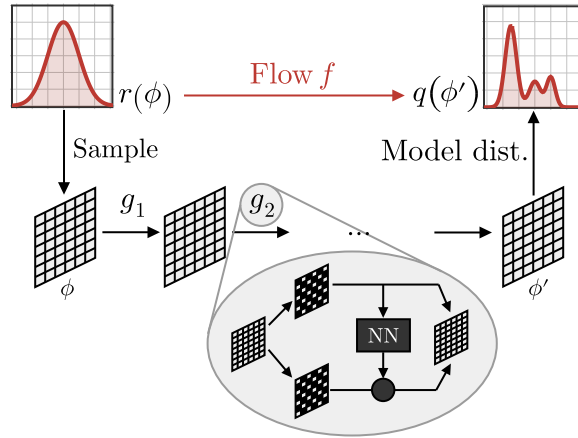 Flow f
r(ϕ)
q(ϕ′)
Sample
Model dist.
g₁
g₂
...
ϕ
ϕ′
NN